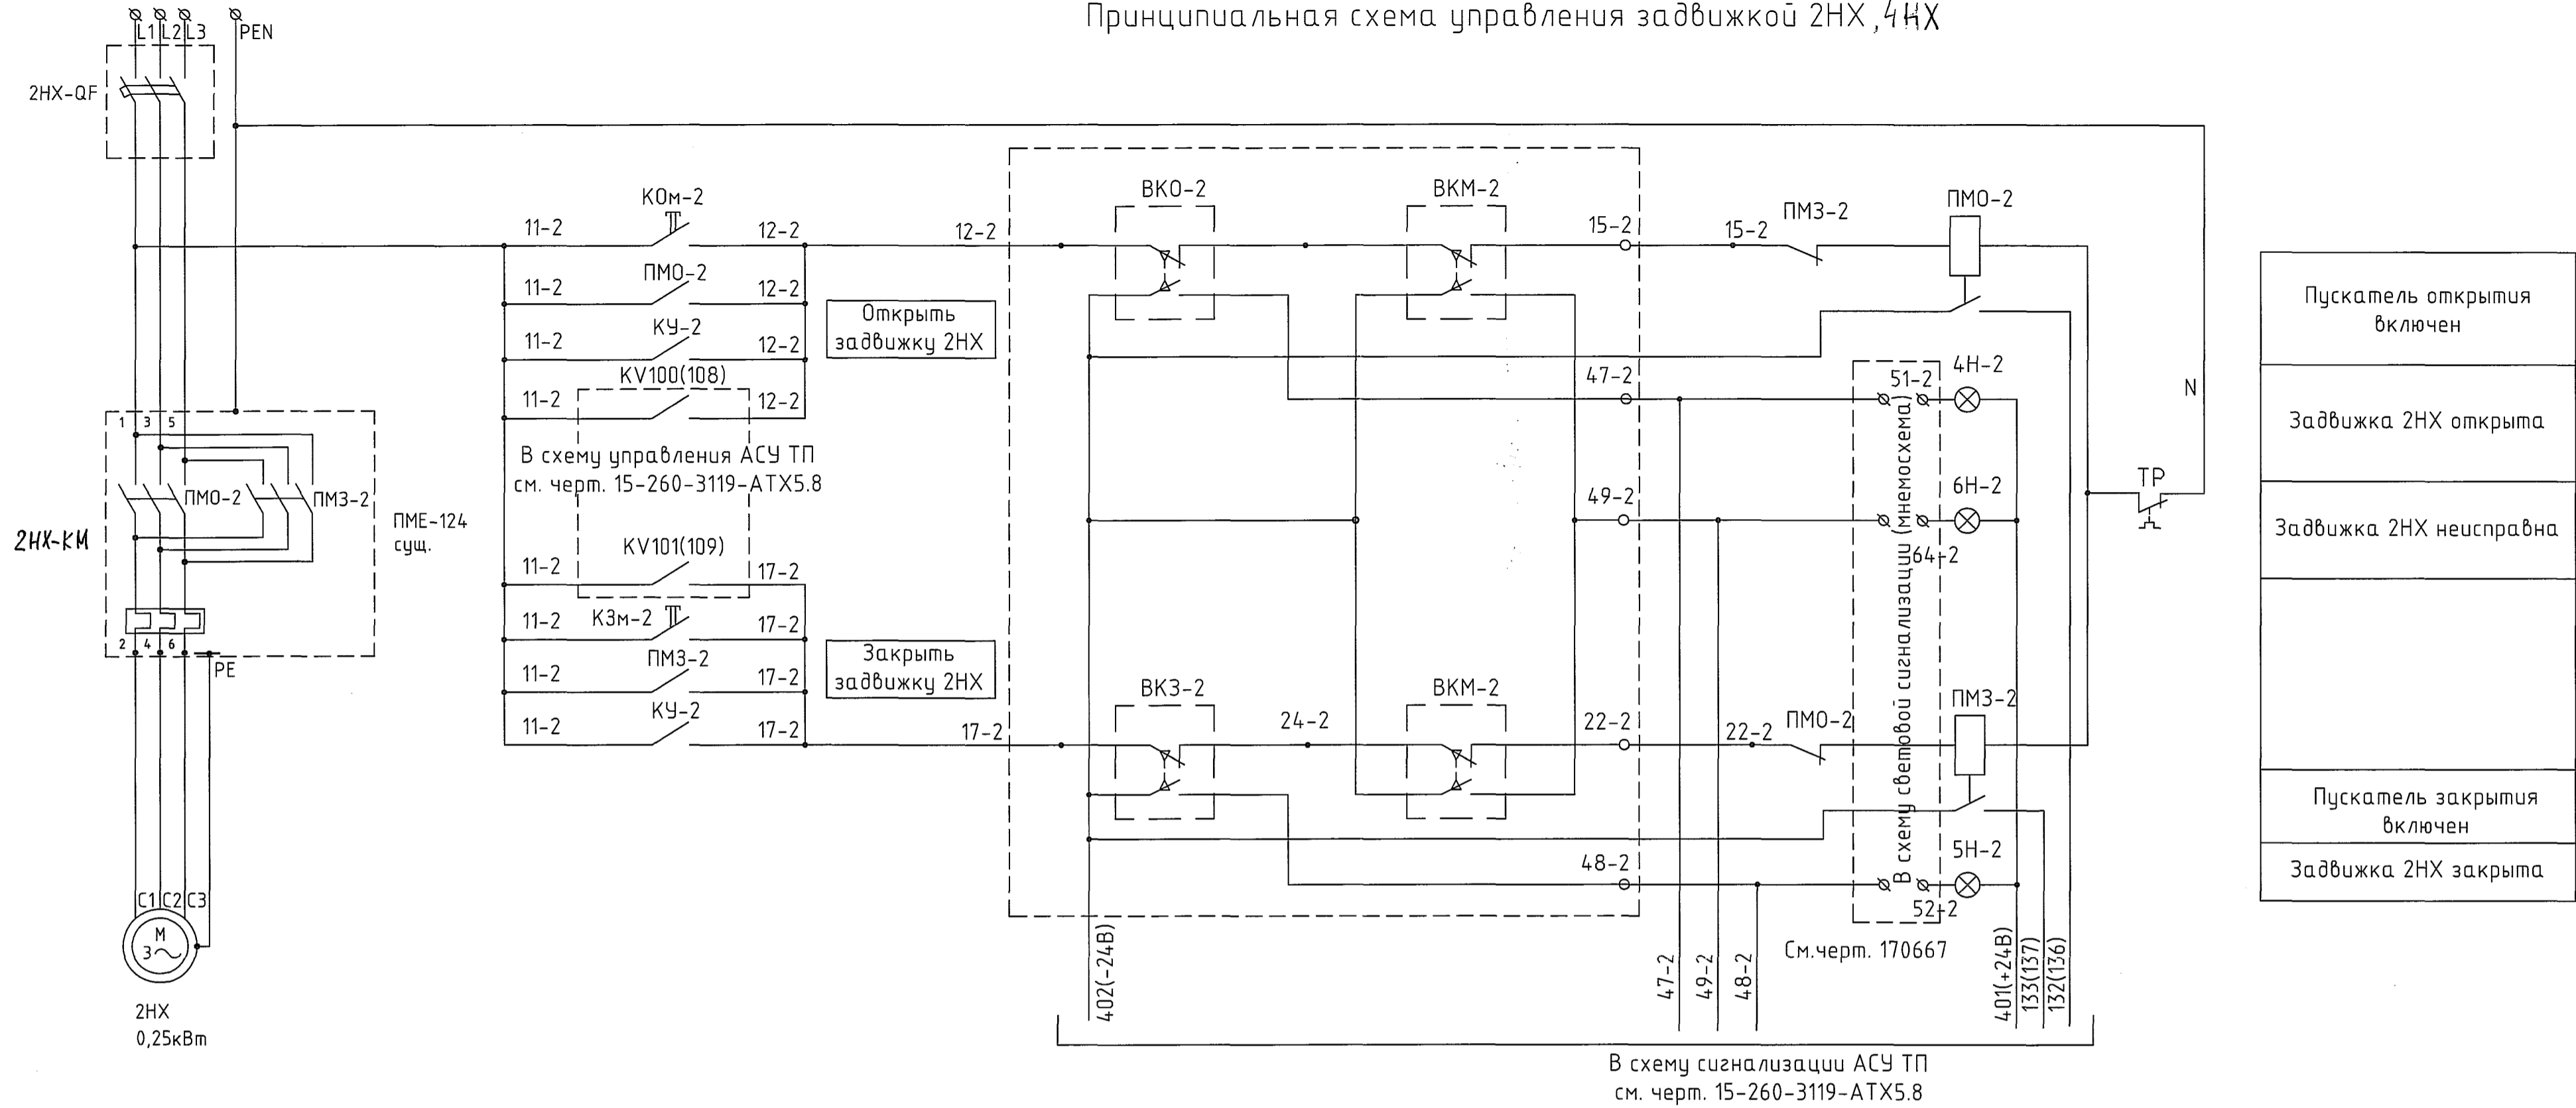 Принципиальная схема управления задвижкой 2НХ, 4НХ
L1 L2 L3 PEN
2НХ-QF
1 3 5
ПМО-2 ПМЗ-2
2НХ-КМ
ПМЕ-124
сущ.
2 4 6
PE
C1 C2 C3
М
3
2НХ
0,25кВт
КОм-2
11-2 12-2 12-2
ПМО-2
11-2 12-2
КУ-2
11-2 12-2
KV100(108)
11-2 12-2
Открыть
задвижку 2НХ
В схему управления АСУ ТП
см. черт. 15-260-3119-АТХ5.8
KV101(109)
11-2 17-2
КЗм-2
11-2 17-2
ПМЗ-2
11-2 17-2
КУ-2
11-2 17-2 17-2
Закрыть
задвижку 2НХ
ВКО-2 ВКМ-2
15-2 15-2
ПМЗ-2 ПМО-2
47-2
51-2 4Н-2
49-2
6Н-2
64-2
N
ТР
ВКЗ-2 ВКМ-2
24-2 22-2 22-2
ПМО-2 ПМЗ-2
48-2
5Н-2
52-2
В схему световой сигнализации (мнемосхема)
См.черт. 170667
402(-24В)
47-2
49-2
48-2
401(+24В)
133(137)
132(136)
В схему сигнализации АСУ ТП
см. черт. 15-260-3119-АТХ5.8
Пускатель открытия
включен
Задвижка 2НХ открыта
Задвижка 2НХ неисправна
Пускатель закрытия
включен
Задвижка 2НХ закрыта